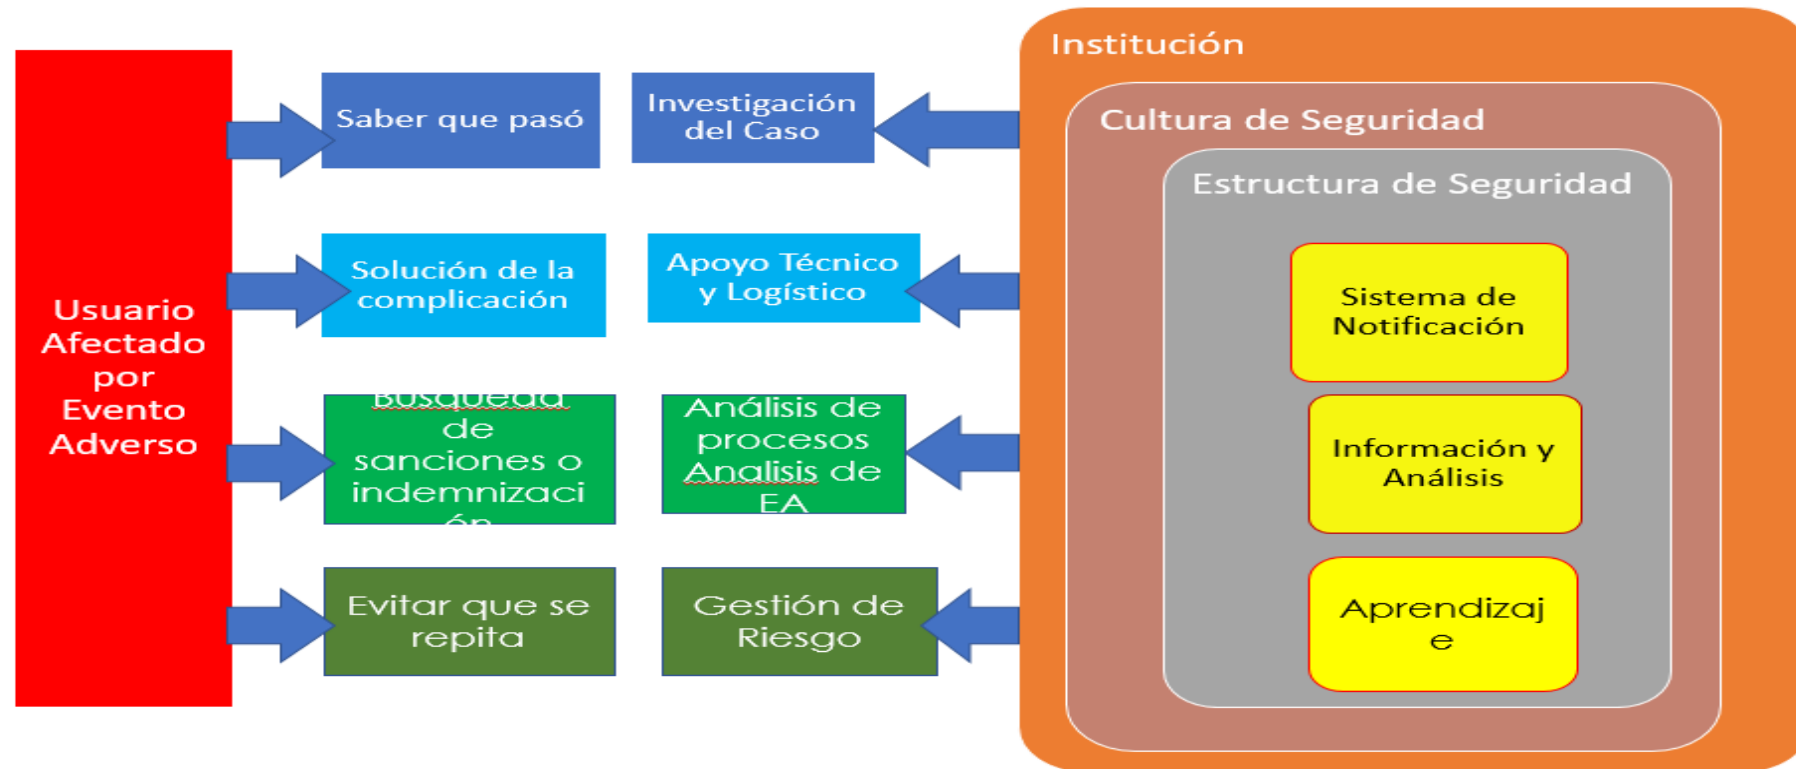 Usuario
Afectado
por
Evento
Adverso
Saber que pasó
Investigación
del Caso
Solución de la
complicación
Apoyo Técnico
y Logístico
Búsqueda
de
sanciones o
indemnizaci
ón
Análisis de
procesos
Analisis de
EA
Evitar que se
repita
Gestión de
Riesgo
Institución
Cultura de Seguridad
Estructura de Seguridad
Sistema de
Notificación
Información y
Análisis
Aprendizaj
e